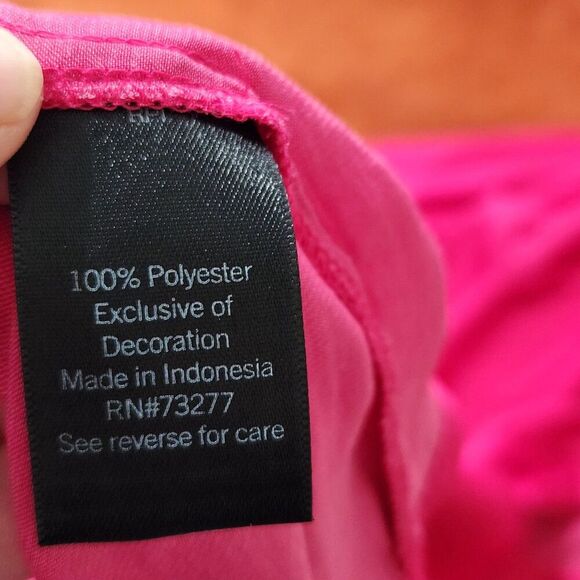 100% Polyester
Exclusive of
Decoration
Made in Indonesia
RN#73277
See reverse for care